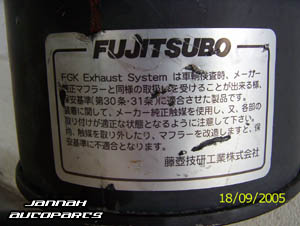 FUJITSUBO
FGK Exhaust System は車輌検査時、メーカー
純正マフラーと同様の取扱いを受けることが出来る様、
保安基準(第30条・31条)に適合させた製品です。
装着に関して、メーカー純正触媒を使用し、又、各部の
取り付けが適正な状態となるように注意して下さい。
尚、触媒を取り外したり、マフラーを改造しますと、保
安基準に不適合となります。
藤壺技研工業株式会社
JANNAH
AUTOPARTS
18/09/2005